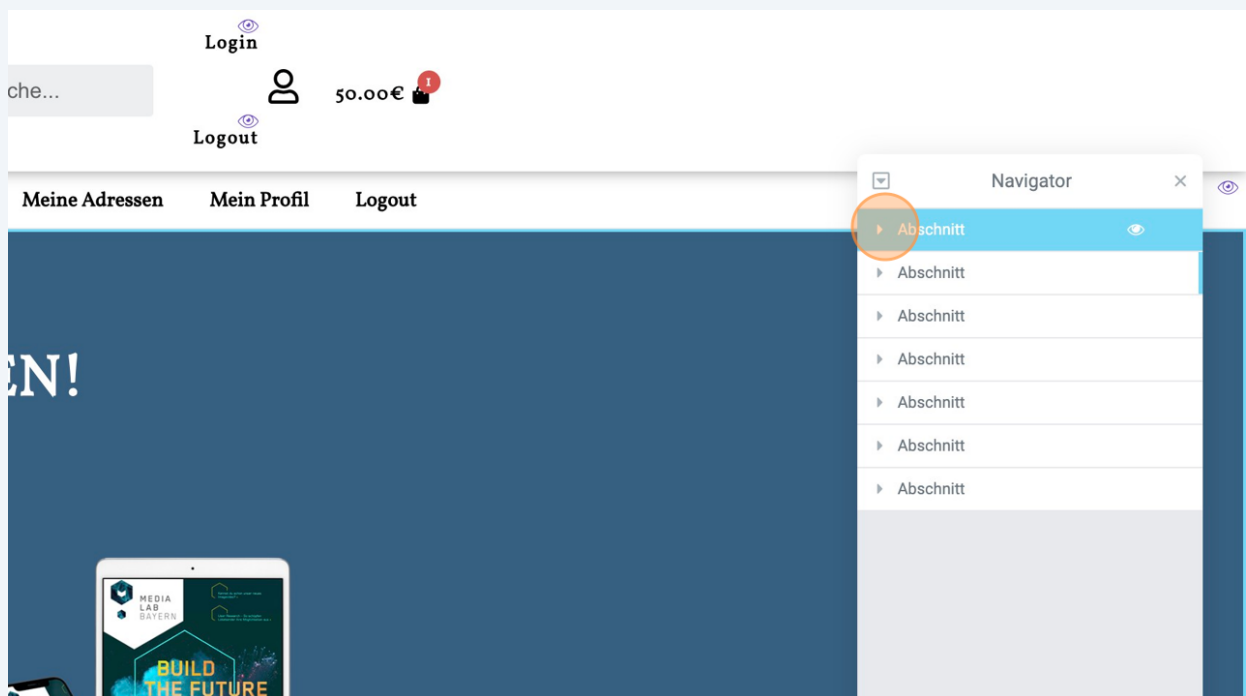 Login
che...
50.00€
1
Logout
Meine Adressen Mein Profil Logout
Navigator
Abschnitt
Abschnitt
Abschnitt
Abschnitt
Abschnitt
Abschnitt
Abschnitt
EN!
MEDIA
LAB
BAYERN
BUILD
THE FUTURE